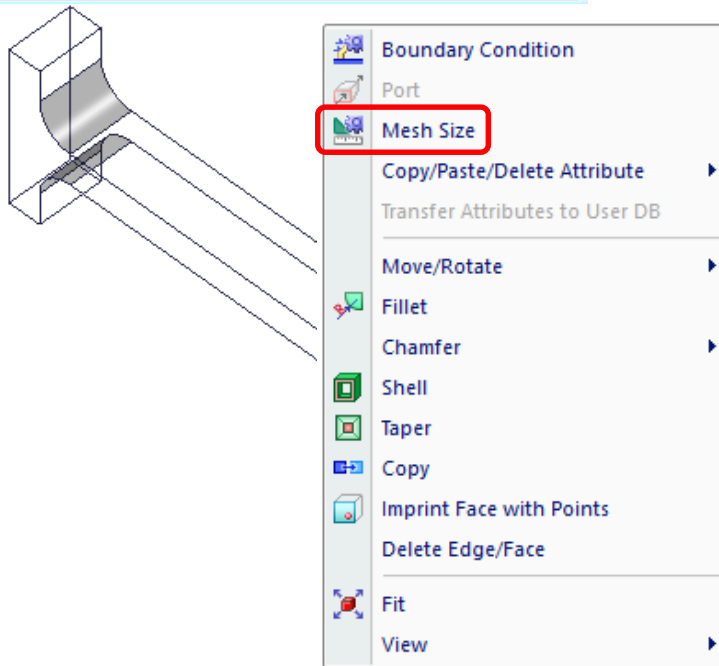 Boundary Condition
Port
Mesh Size
Copy/Paste/Delete Attribute
Transfer Attributes to User DB
Move/Rotate
Fillet
Chamfer
Shell
Taper
Copy
Imprint Face with Points
Delete Edge/Face
Fit
View